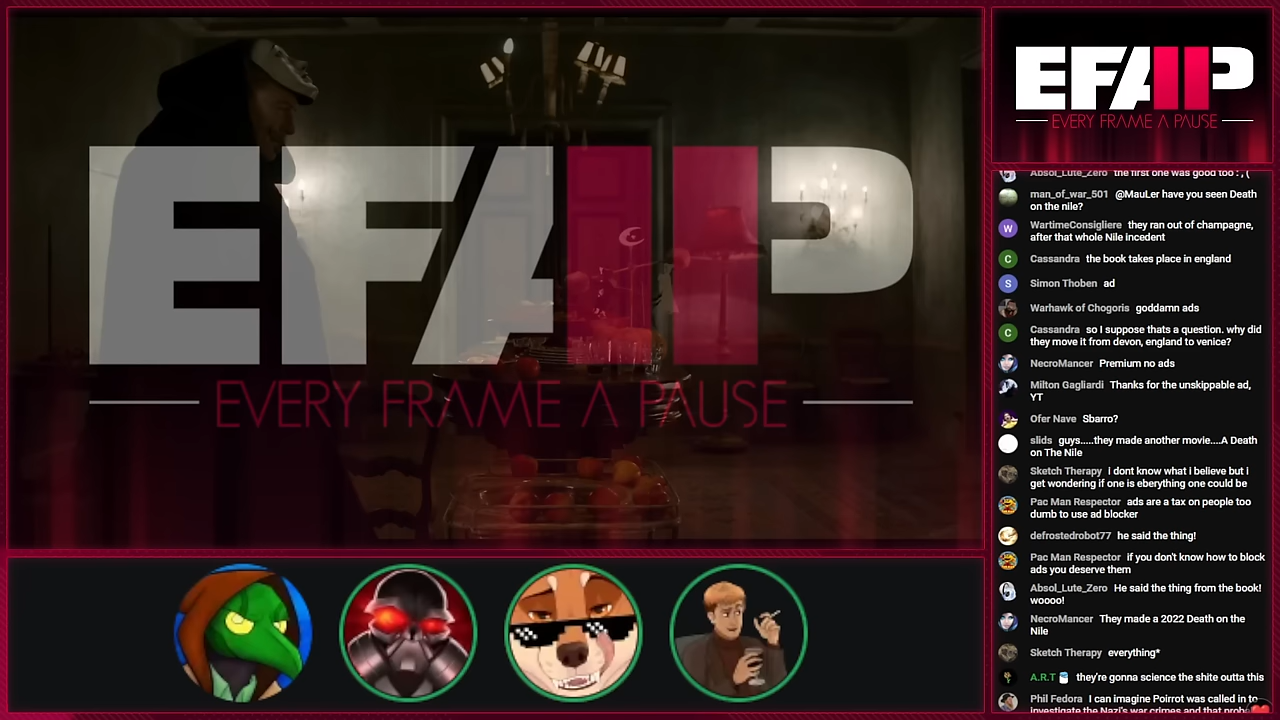 EFAP
EVERY FRAME A PAUSE
EFAP
EVERY FRAME A PAUSE
Absol_Lute_Zero the first one was good too : , (
man_of_war_501 @MauLer have you seen Death
on the nile?
W
WartimeConsigliere they ran out of champagne,
after that whole Nile incedent
C
Cassandra the book takes place in england
S
Simon Thoben ad
Warhawk of Chogoris goddamn ads
C
Cassandra so I suppose thats a question. why did
they move it from devon, england to venice?
NecroMancer Premium no ads
Milton Gagliardi Thanks for the unskippable ad,
YT
Ofer Nave Sbarro?
slids guys.....they made another movie....A Death
on The Nile
Sketch Therapy i dont know what i believe but i
get wondering if one is eberything one could be
Pac Man Respector ads are a tax on people too
dumb to use ad blocker
defrostedrobot77 he said the thing!
Pac Man Respector if you don't know how to block
ads you deserve them
Absol_Lute_Zero He said the thing from the book!
woooo!
NecroMancer They made a 2022 Death on the
Nile
Sketch Therapy everything*
A.R.T they're gonna science the shite outta this
Phil Fedora I can imagine Poirrot was called in to
investigate the Nazi's war crimes and that